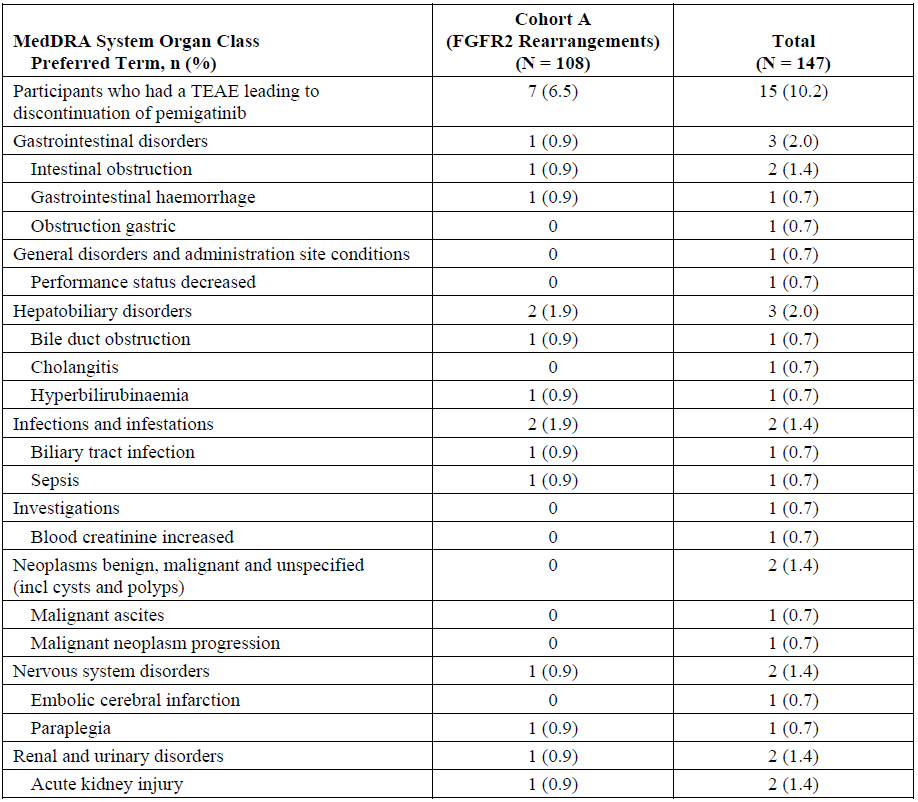 MedDRA System Organ Class
Preferred Term, n (%)
Cohort A
(FGFR2 Rearrangements)
(N = 108)
Total
(N = 147)
Participants who had a TEAE leading to
discontinuation of pemigatinib
7 (6.5)
15 (10.2)
Gastrointestinal disorders
1 (0.9)
3 (2.0)
Intestinal obstruction
1 (0.9)
2 (1.4)
Gastrointestinal haemorrhage
1 (0.9)
1 (0.7)
Obstruction gastric
0
1 (0.7)
General disorders and administration site conditions
0
1 (0.7)
Performance status decreased
0
1 (0.7)
Hepatobiliary disorders
2 (1.9)
3 (2.0)
Bile duct obstruction
1 (0.9)
1 (0.7)
Cholangitis
0
1 (0.7)
Hyperbilirubinaemia
1 (0.9)
1 (0.7)
Infections and infestations
2 (1.9)
2 (1.4)
Biliary tract infection
1 (0.9)
1 (0.7)
Sepsis
1 (0.9)
1 (0.7)
Investigations
0
1 (0.7)
Blood creatinine increased
0
1 (0.7)
Neoplasms benign, malignant and unspecified
(incl cysts and polyps)
0
2 (1.4)
Malignant ascites
0
1 (0.7)
Malignant neoplasm progression
0
1 (0.7)
Nervous system disorders
1 (0.9)
2 (1.4)
Embolic cerebral infarction
0
1 (0.7)
Paraplegia
1 (0.9)
1 (0.7)
Renal and urinary disorders
1 (0.9)
2 (1.4)
Acute kidney injury
1 (0.9)
2 (1.4)